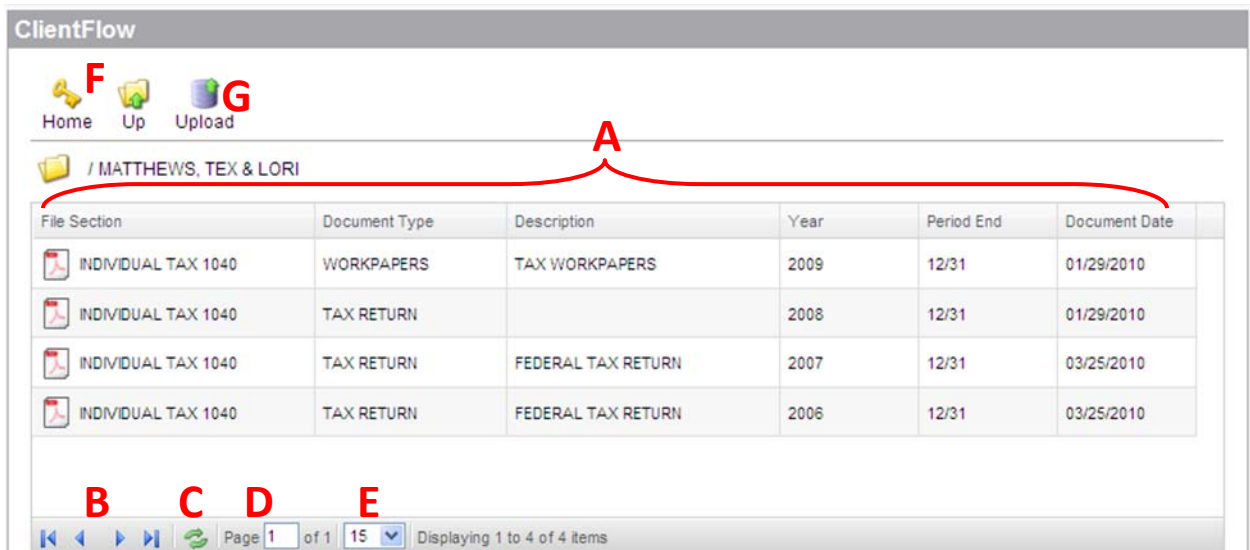 ClientFlow
F G
Home Up Upload
A
/ MATTHEWS, TEX & LORI
File Section Document Type Description Year Period End Document Date
INDIVIDUAL TAX 1040 WORKPAPERS TAX WORKPAPERS 2009 12/31 01/29/2010
INDIVIDUAL TAX 1040 TAX RETURN 2008 12/31 01/29/2010
INDIVIDUAL TAX 1040 TAX RETURN FEDERAL TAX RETURN 2007 12/31 03/25/2010
INDIVIDUAL TAX 1040 TAX RETURN FEDERAL TAX RETURN 2006 12/31 03/25/2010
B C D E
Page 1 of 1 15 Displaying 1 to 4 of 4 items